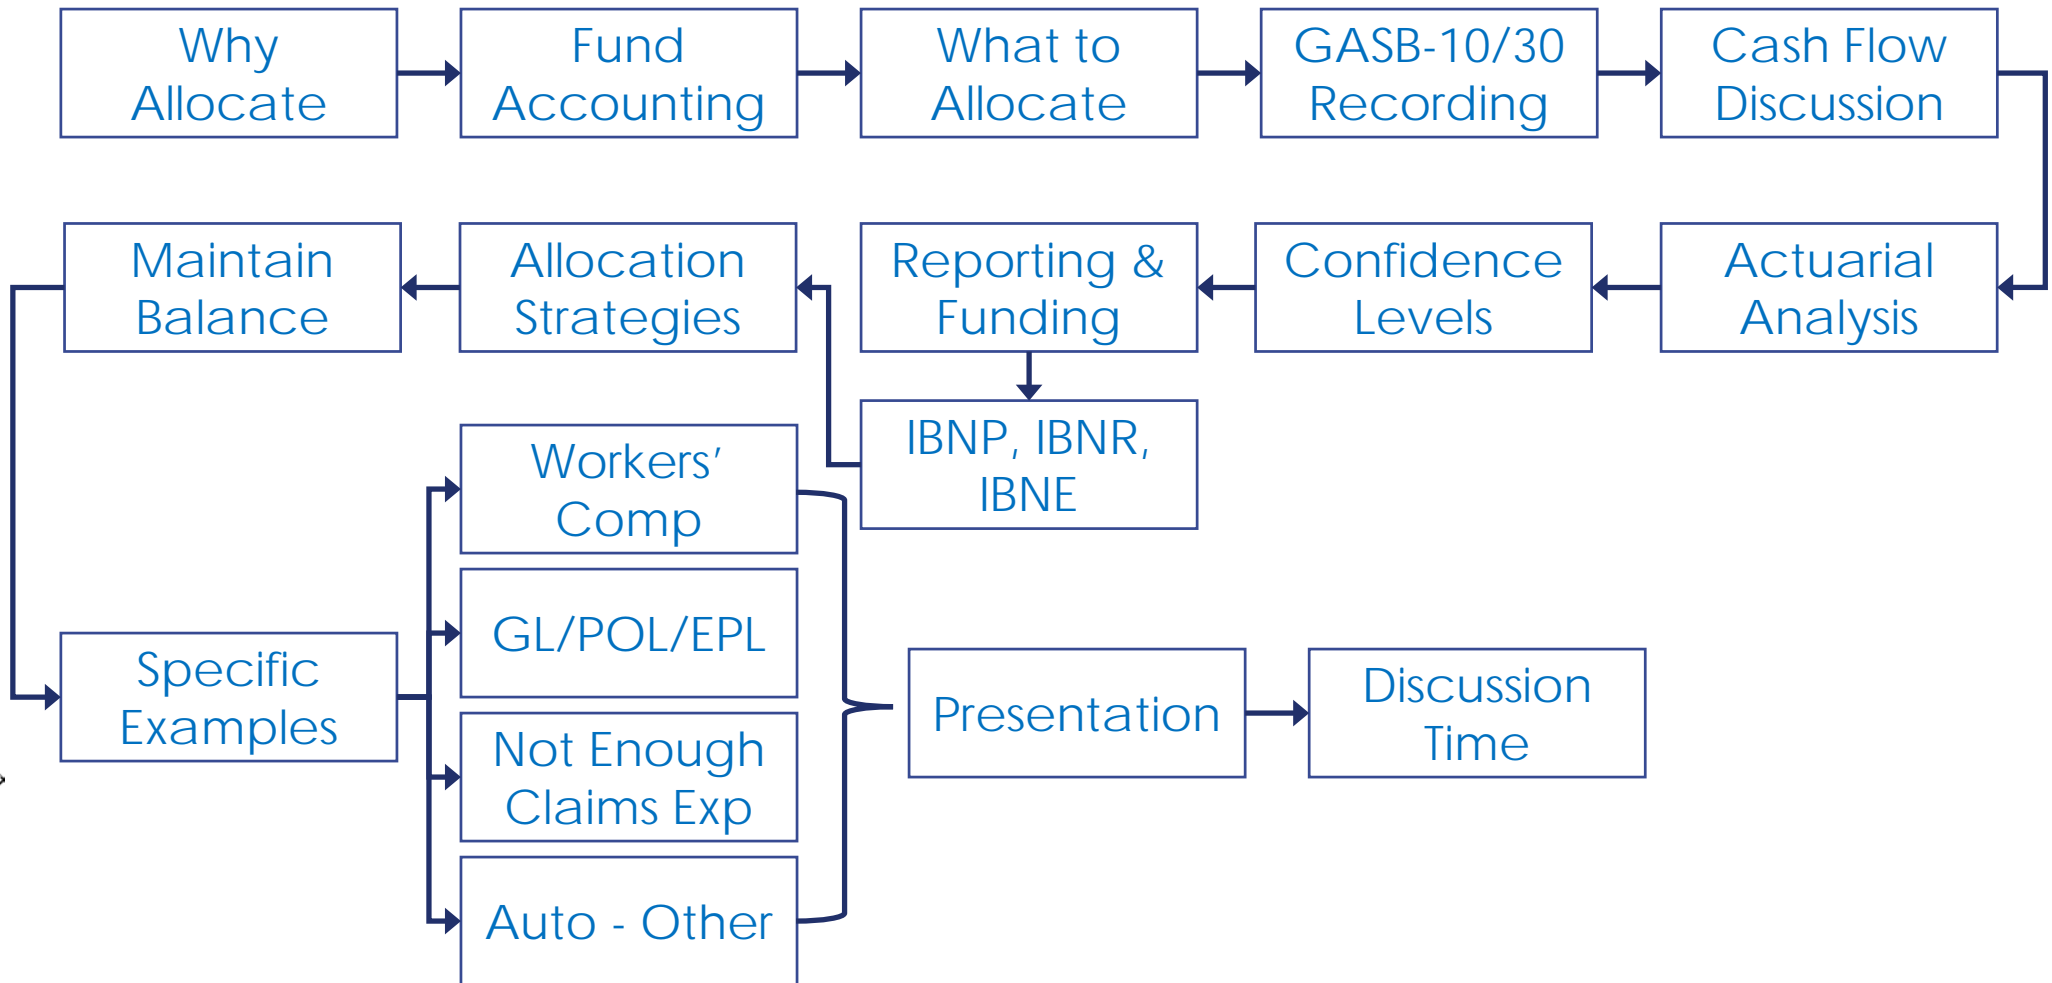 Why
Allocate
Fund
Accounting
What to
Allocate
GASB-10/30
Recording
Cash Flow
Discussion
Actuarial
Analysis
Confidence
Levels
Reporting &
Funding
IBNP, IBNR,
IBNE
Allocation
Strategies
Maintain
Balance
Specific
Examples
Workers’
Comp
GL/POL/EPL
Not Enough
Claims Exp
Auto - Other
Presentation
Discussion
Time